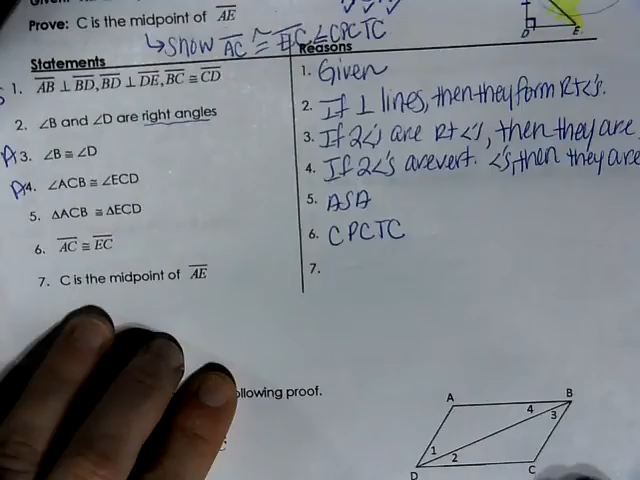 Prove: C is the midpoint of AE
↳ Show AC ≅ EC ∠ CPCTC
Statements
Reasons
1. AB ⊥ BD, BD ⊥ DE, BC ≅ CD
1. Given
2. ∠B and ∠D are right angles
2. If ⊥ lines, then they form Rt ∠'s.
A 3. ∠B ≅ ∠D
3. If 2∠'s are Rt ∠'s, then they are
A 4. ∠ACB ≅ ∠ECD
4. If 2∠'s are vert. ∠'s, then they are
5. ΔACB ≅ ΔECD
5. ASA
6. AC ≅ EC
6. CPCTC
7. C is the midpoint of AE
7.
ollowing proof.
A
B
4
3
1
2
D
C
D
E